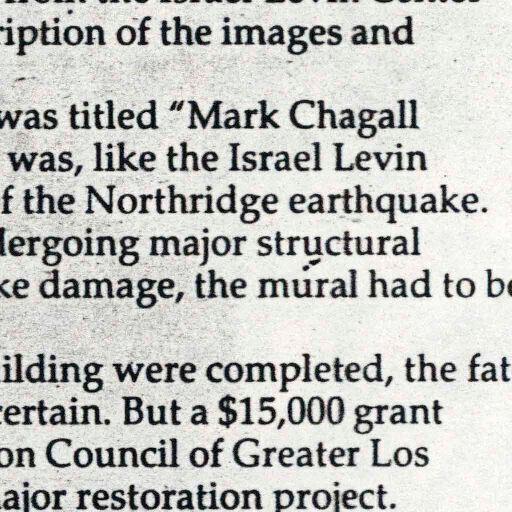 from the Israel Levin Center
ription of the images and
was titled “Mark Chagall
was, like the Israel Levin
f the Northridge earthquake.
dergoing major structural
ke damage, the mural had to be
ilding were completed, the fat
certain. But a $15,000 grant
on Council of Greater Los
ajor restoration project.